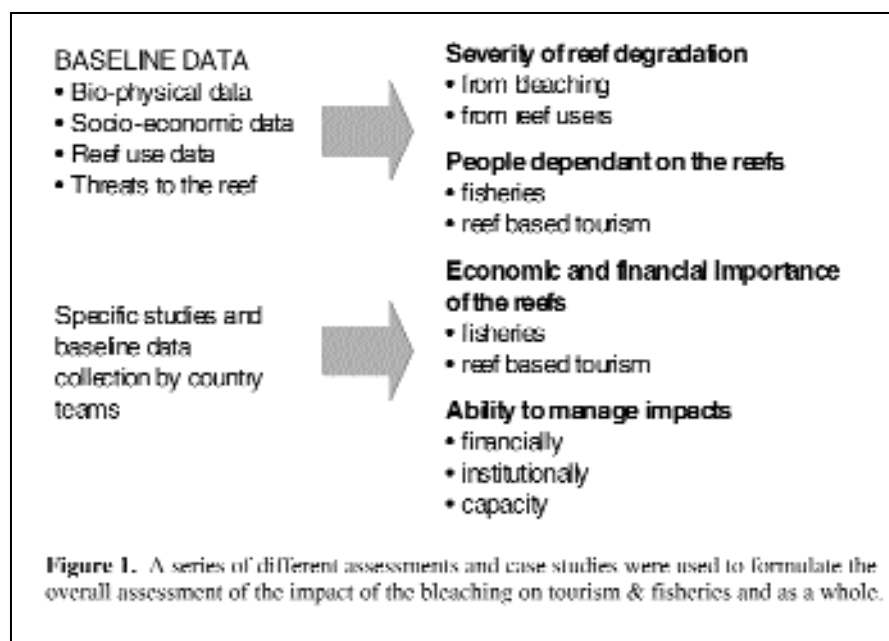 BASELINE DATA
• Bio-physical data
• Socio-economic data
• Reef use data
• Threats to the reef
Specific studies and
baseline data
collection by country
teams
Severity of reef degradation
• from bleaching
• from reef users
People dependant on the reefs
• fisheries
• reef based tourism
Economic and financial Importance
of the reefs
• fisheries
• reef based tourism
Ability to manage impacts
• financially
• institutionally
• capacity
Figure 1. A series of different assessments and case studies were used to formulate the
overall assessment of the impact of the bleaching on tourism & fisheries and as a whole.